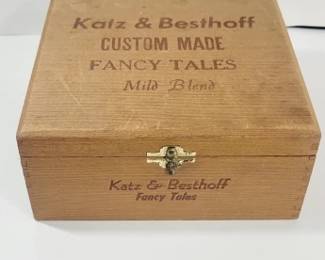 Katz & Besthoff
CUSTOM MADE
FANCY TALES
Mild Blend
Katz & Besthoff
Fancy Tales